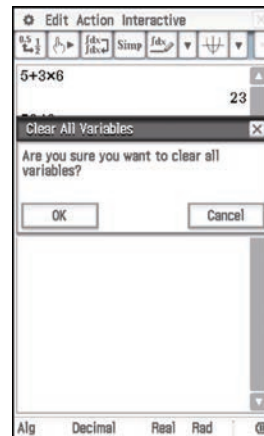 Edit Action Interactive
Simp
5+3×6
23
Clear All Variables
Are you sure you want to clear all
variables?
OK Cancel
Alg Decimal Real Rad